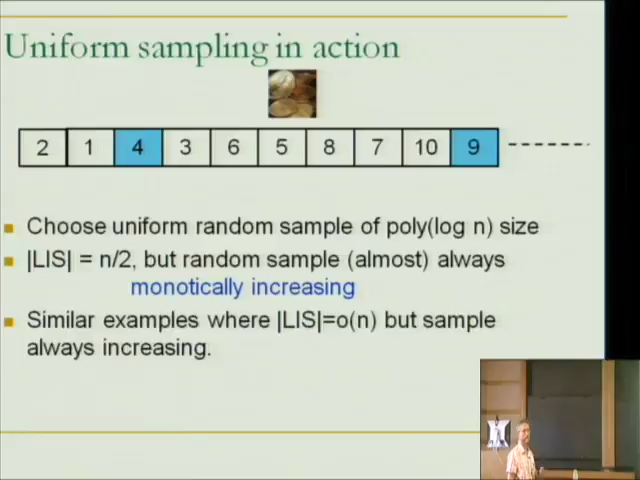 Uniform sampling in action
2 1 4 3 6 5 8 7 10 9
Choose uniform random sample of poly(log n) size
|LIS| = n/2, but random sample (almost) always
monotically increasing
Similar examples where |LIS|=o(n) but sample
always increasing.